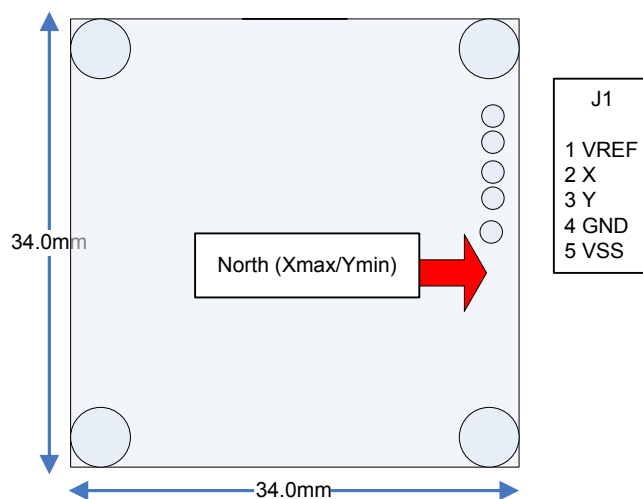 J1
1 VREF
2 X
3 Y
4 GND
5 VSS
34.0mm
North (Xmax/Ymin)
34.0mm